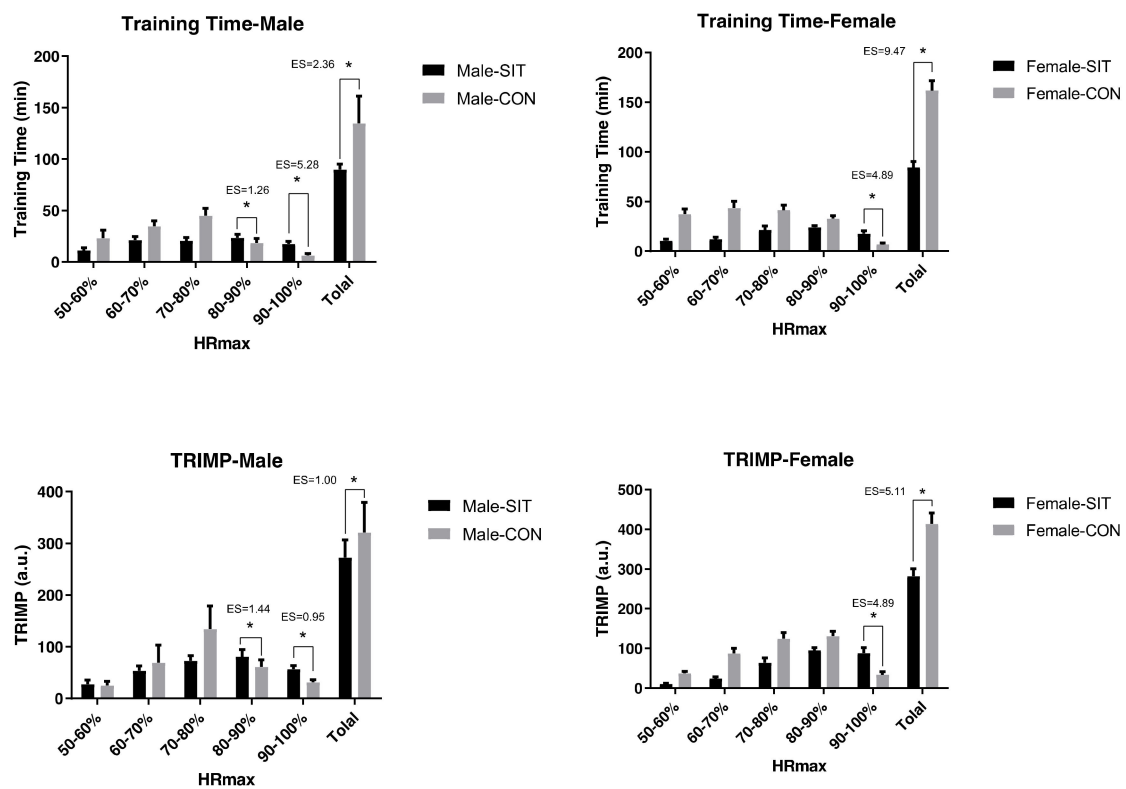 Training Time-Male
ES=2.36 *
Male-SIT
Male-CON
Training Time (min)
200
150
100
50
0
ES=5.28
*
ES=1.26
*
50-60%
60-70%
70-80%
80-90%
90-100%
Tolal
HRmax
Training Time-Female
ES=9.47 *
Female-SIT
Female-CON
Training Time (min)
200
150
100
50
0
ES=4.89
*
50-60%
60-70%
70-80%
80-90%
90-100%
Tolal
HRmax
TRIMP-Male
ES=1.00 *
Male-SIT
Male-CON
TRIMP (a.u.)
400
300
200
100
0
ES=1.44
*
ES=0.95
*
50-60%
60-70%
70-80%
80-90%
90-100%
Tolal
HRmax
TRIMP-Female
ES=5.11 *
Female-SIT
Female-CON
TRIMP (a.u.)
500
400
300
200
100
0
ES=4.89
*
50-60%
60-70%
70-80%
80-90%
90-100%
Tolal
HRmax